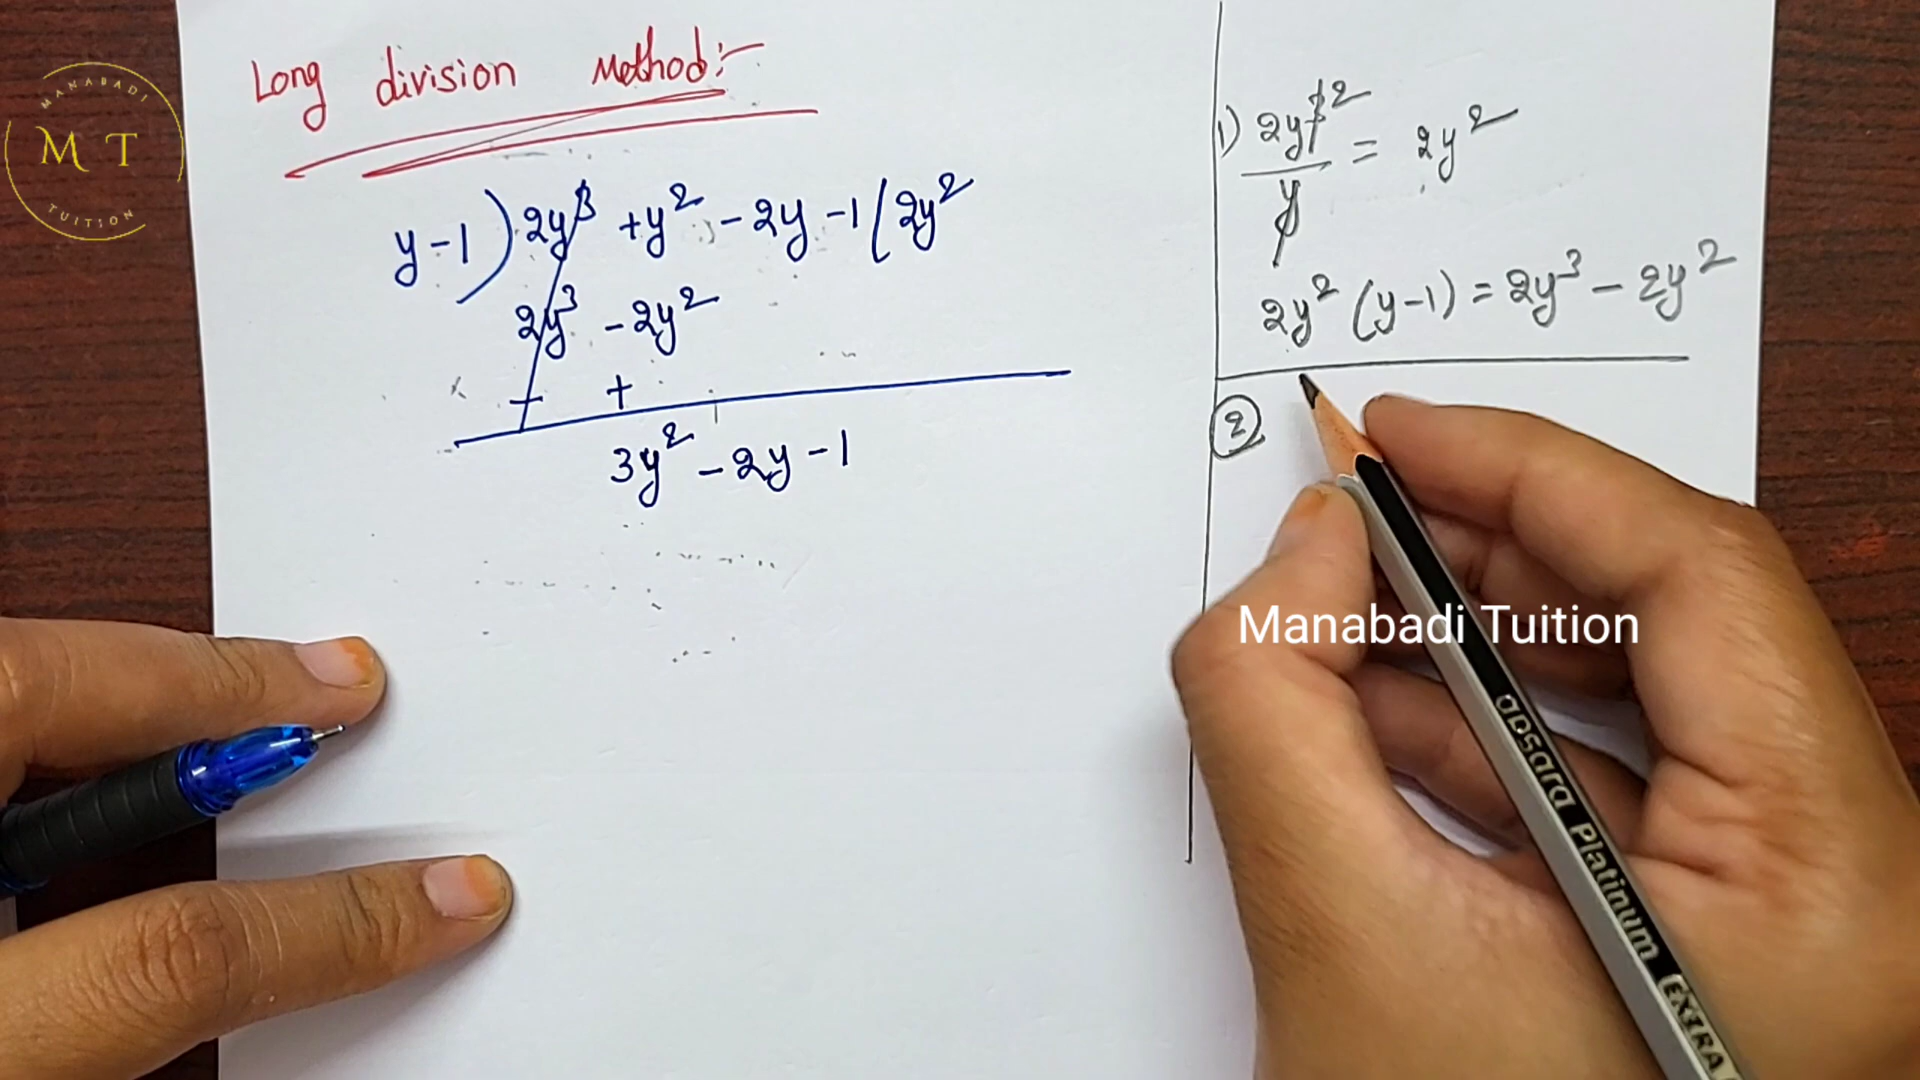 MANABADI
M T
TUITION
Long division Method:-
y-1) 2y³ + y² - 2y - 1 (2y²
2y³ - 2y²
- +
3y² - 2y - 1
1) 2y³ ² / y = 2y²
2y² (y-1) = 2y³ - 2y²
2
Manabadi Tuition
apsara PLATINUM EXTRA